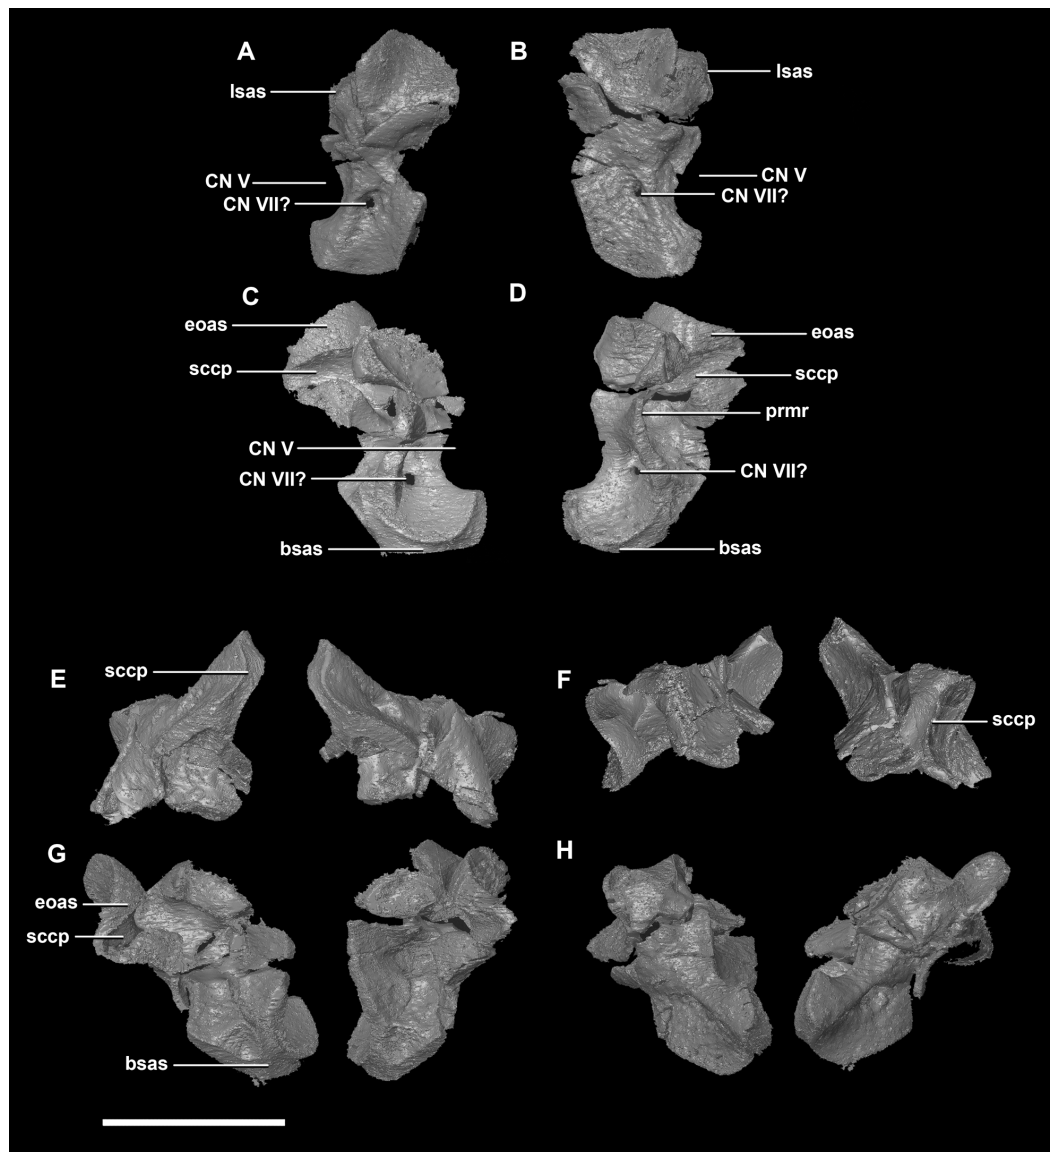 A
lsas
CN V
CN VII?
B
lsas
CN V
CN VII?
C
eoas
sccp
CN V
CN VII?
bsas
D
eoas
sccp
prmr
CN VII?
bsas
E
sccp
F
sccp
G
eoas
sccp
bsas
H